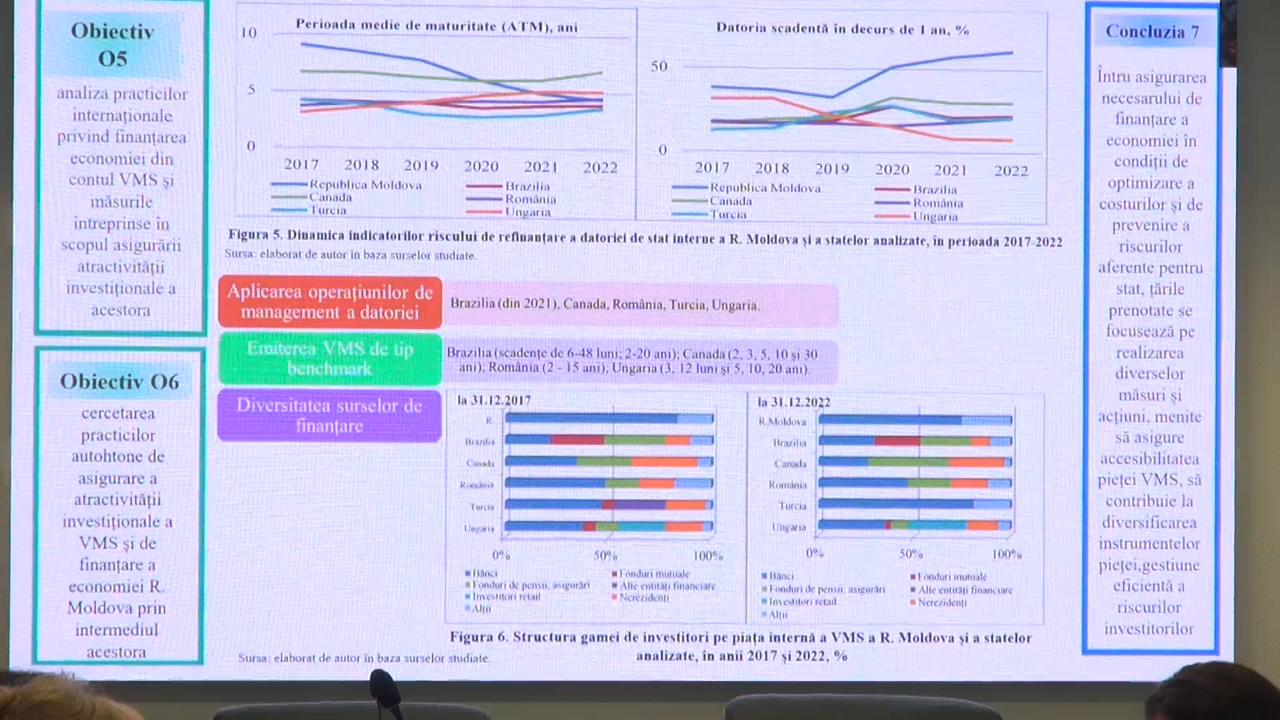 Obiectiv
O5
analiza practicilor
internaționale
privind finanțarea
economiei din
contul VMS și
măsurile
întreprinse în
scopul asigurării
atractivității
investiționale a
acestora
Obiectiv O6
cercetarea
practicilor
autohtone de
asigurare a
atractivității
investiționale a
VMS și de
finanțare a
economiei R.
Moldova prin
intermediul
acestora
Perioada medie de maturitate (ATM), ani
10
5
0
2017 2018 2019 2020 2021 2022
Republica Moldova Brazilia
Canada România
Turcia Ungaria
Datoria scadentă în decurs de 1 an, %
50
0
2017 2018 2019 2020 2021 2022
Republica Moldova Brazilia
Canada România
Turcia Ungaria
Figura 5. Dinamica indicatorilor riscului de refinanțare a datoriei de stat interne a R. Moldova și a statelor analizate, în perioada 2017-2022
Sursa: elaborat de autor în baza surselor studiate.
Aplicarea operațiunilor de
management a datoriei
Brazilia (din 2021), Canada, România, Turcia, Ungaria.
Emiterea VMS de tip
benchmark
Brazilia (scadențe de 6-48 luni; 2-20 ani); Canada (2, 3, 5, 10 și 30
ani); România (2 - 15 ani); Ungaria (3, 12 luni și 5, 10, 20 ani).
Diversitatea surselor de
finanțare
la 31.12.2017
R.
Brazilia
Canada
România
Turcia
Ungaria
0% 50% 100%
Bănci Fonduri mutuale
Fonduri de pensii, asigurări Alte entități financiare
Investitori retail Nerezidenți
Alții
la 31.12.2022
R.Moldova
Brazilia
Canada
România
Turcia
Ungaria
0% 50% 100%
Bănci Fonduri mutuale
Fonduri de pensii, asigurări Alte entități financiare
Investitori retail Nerezidenți
Alții
Figura 6. Structura gamei de investitori pe piața internă a VMS a R. Moldova și a statelor
analizate, în anii 2017 și 2022, %
Sursa: elaborat de autor în baza surselor studiate.
Concluzia 7
Întru asigurarea
necesarului de
finanțare a
economiei în
condiții de
optimizare a
costurilor și de
prevenire a
riscurilor
aferente pentru
stat, țările
prenotate se
focusează pe
realizarea
diverselor
măsuri și
acțiuni, menite
să asigure
accesibilitatea
pieței VMS, să
contribuie la
diversificarea
instrumentelor
pieței,gestiune
eficientă a
riscurilor
investitorilor